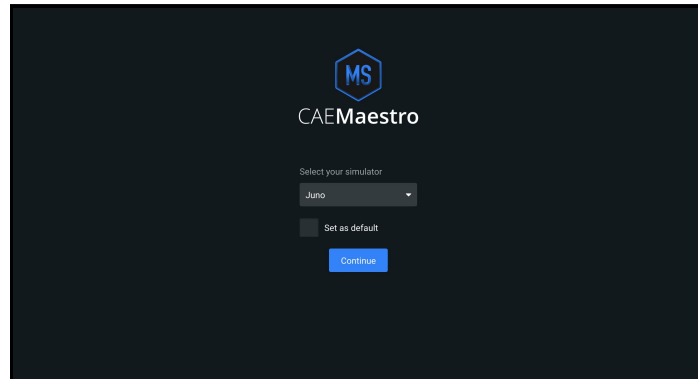 MS
CAEMaestro
Select your simulator
Juno
Set as default
Continue